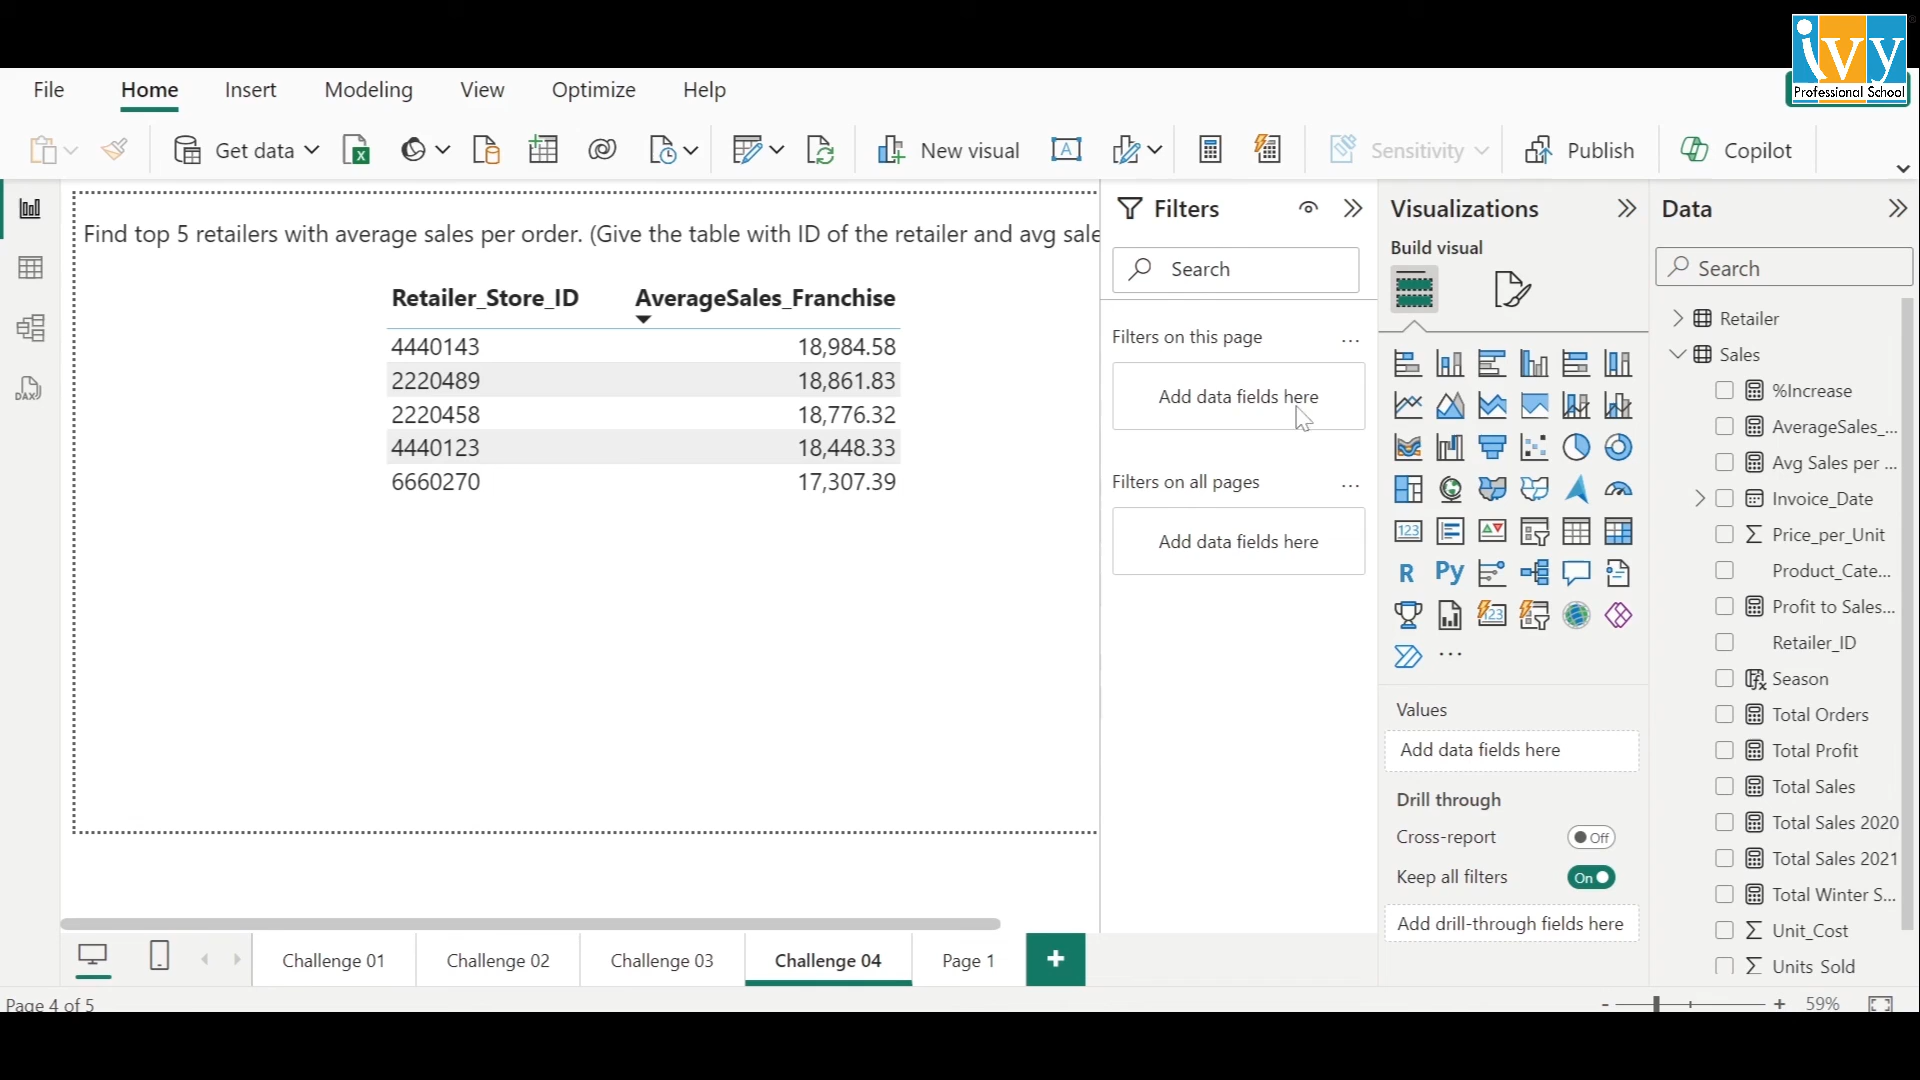 ivy
Professional School
File Home Insert Modeling View Optimize Help
Get data New visual Sensitivity Publish Copilot
Find top 5 retailers with average sales per order. (Give the table with ID of the retailer and avg sale
Retailer_Store_ID AverageSales_Franchise
4440143 18,984.58
2220489 18,861.83
2220458 18,776.32
4440123 18,448.33
6660270 17,307.39
Filters
Search
Filters on this page ...
Add data fields here
Filters on all pages ...
Add data fields here
Visualizations
Build visual
123
R Py
123
...
Values
Add data fields here
Drill through
Cross-report Off
Keep all filters On
Add drill-through fields here
Data
Search
Retailer
Sales
%Increase
AverageSales_...
Avg Sales per ...
Invoice_Date
Σ Price_per_Unit
Product_Cate...
Profit to Sales...
Retailer_ID
Season
Total Orders
Total Profit
Total Sales
Total Sales 2020
Total Sales 2021
Total Winter S...
Σ Unit_Cost
Σ Units Sold
DAX
Challenge 01 Challenge 02 Challenge 03 Challenge 04 Page 1 +
Page 4 of 5
- + 59%